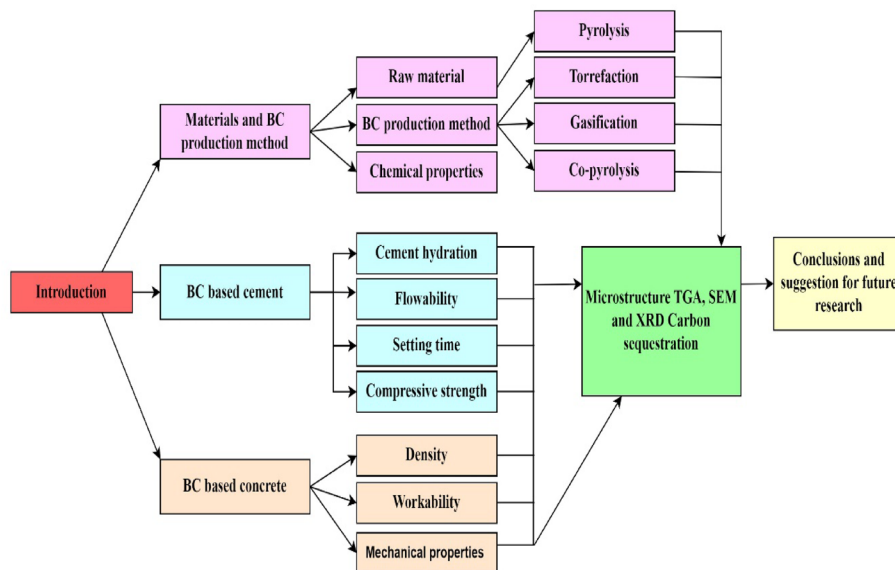 Pyrolysis
Raw material
Torrefaction
Materials and BC
production method
BC production method
Gasification
Chemical properties
Co-pyrolysis
Introduction
BC based cement
Cement hydration
Flowability
Setting time
Compressive strength
Microstructure TGA, SEM
and XRD Carbon
sequestration
Conclusions and
suggestion for future
research
BC based concrete
Density
Workability
Mechanical properties